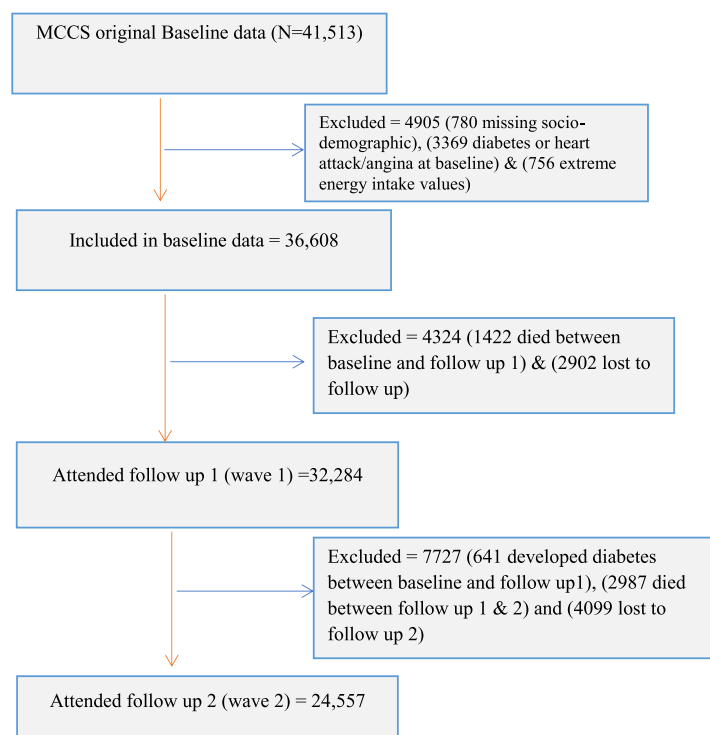 MCCS original Baseline data (N=41,513)
Excluded = 4905 (780 missing socio-
demographic), (3369 diabetes or heart
attack/angina at baseline) & (756 extreme
energy intake values)
Included in baseline data = 36,608
Excluded = 4324 (1422 died between
baseline and follow up 1) & (2902 lost to
follow up)
Attended follow up 1 (wave 1) =32,284
Excluded = 7727 (641 developed diabetes
between baseline and follow up1), (2987 died
between follow up 1 & 2) and (4099 lost to
follow up 2)
Attended follow up 2 (wave 2) = 24,557